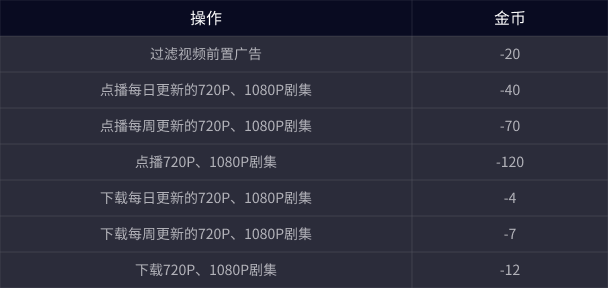 操作 金币
过滤视频前置广告 -20
点播每日更新的720P、1080P剧集 -40
点播每周更新的720P、1080P剧集 -70
点播720P、1080P剧集 -120
下载每日更新的720P、1080P剧集 -4
下载每周更新的720P、1080P剧集 -7
下载720P、1080P剧集 -12